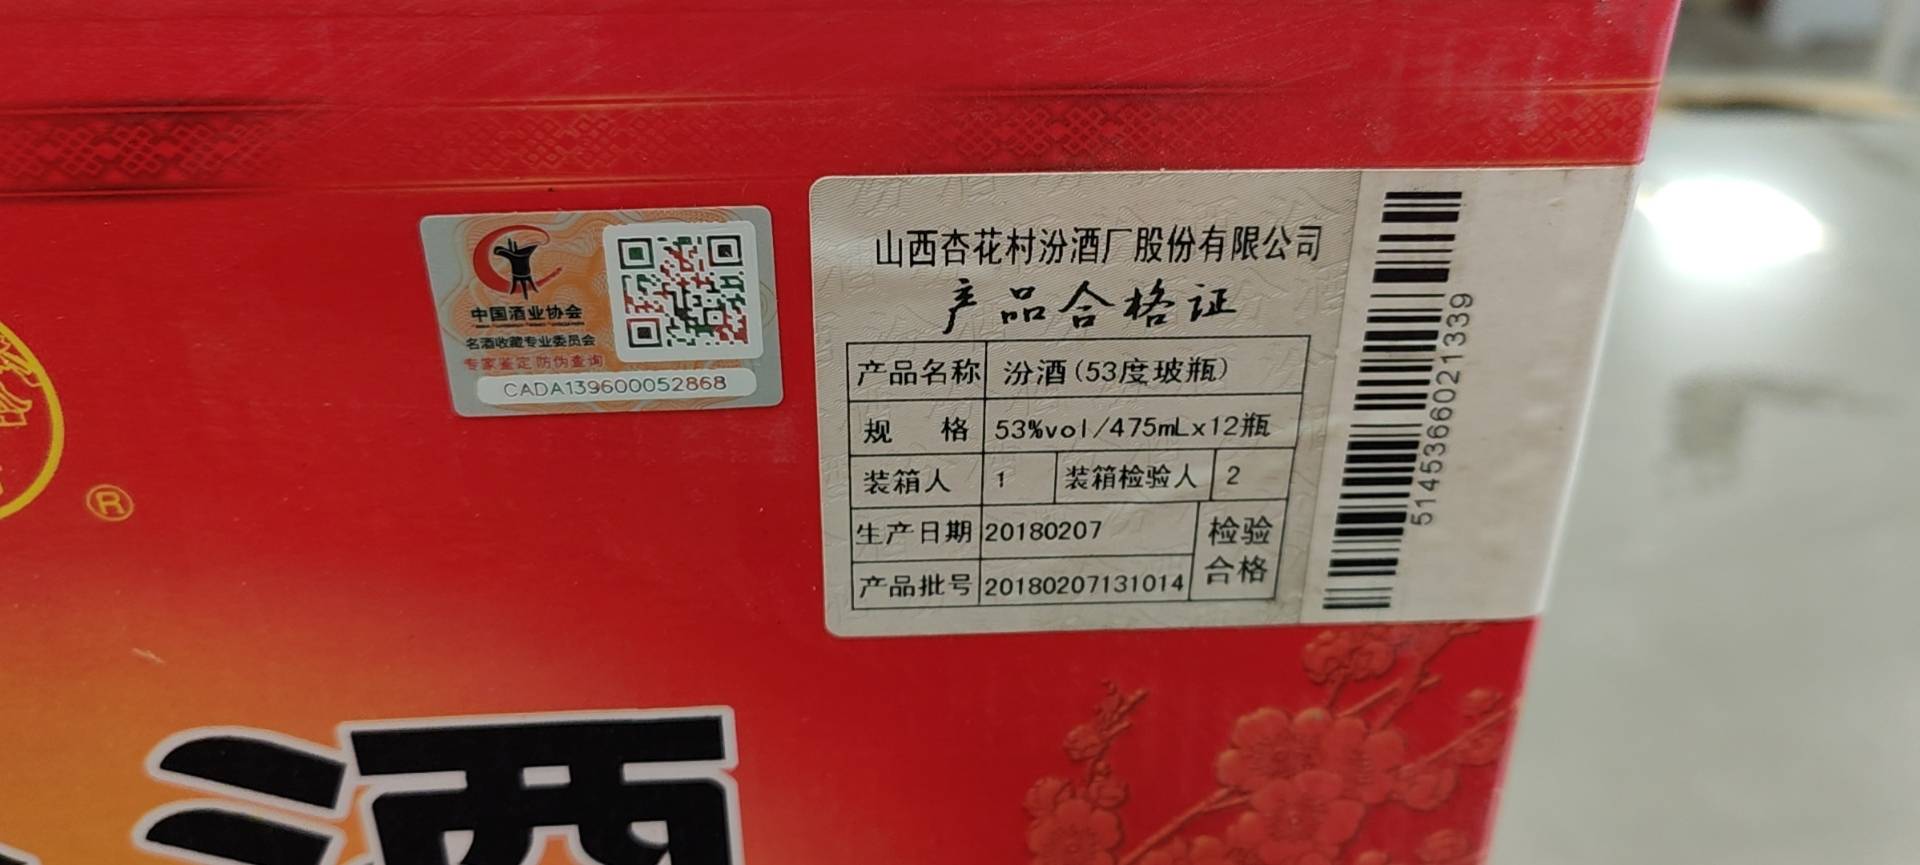 中国酒业协会
名酒收藏专业委员会
专家鉴定 防伪查询
CADA139600052868
山西杏花村汾酒厂股份有限公司
产品合格证
产品名称 汾酒(53度玻瓶)
规 格 53%vol/475mLx12瓶
装箱人 1 装箱检验人 2
生产日期 20180207 检验合格
产品批号 20180207131014
5145366021339
®
酒